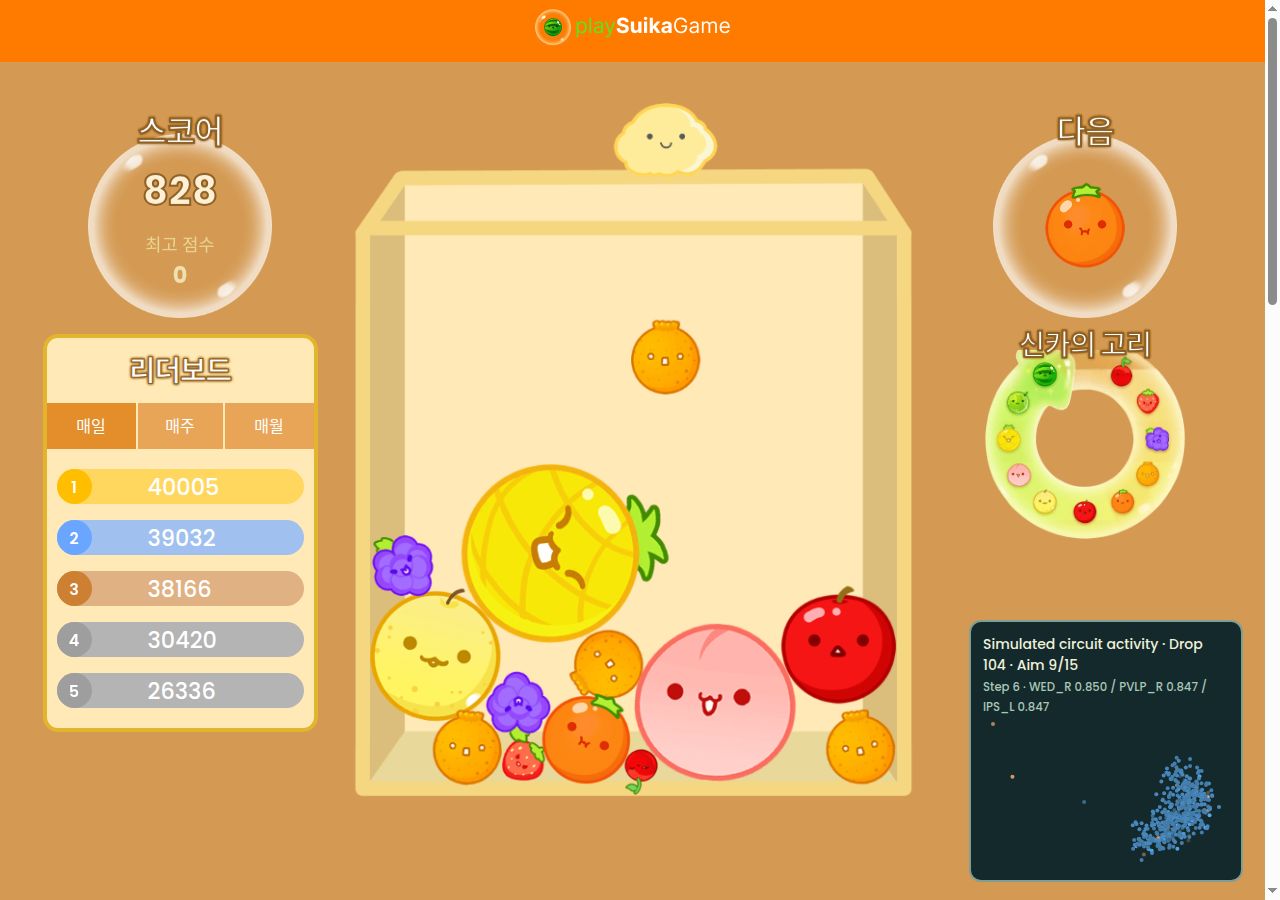 playSuikaGame
스코어
828
최고 점수
0
다음
신카의 고리
리더보드
매일
매주
매월
1 40005
2 39032
3 38166
4 30420
5 26336
Simulated circuit activity · Drop
104 · Aim 9/15
Step 6 · WED_R 0.850 / PVLP_R 0.847 /
IPS_L 0.847